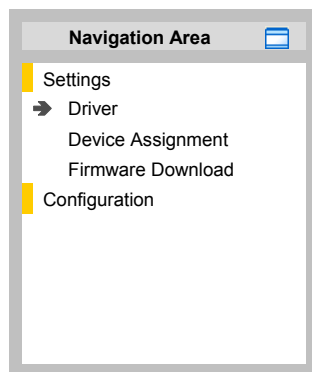 Navigation Area
Settings
Driver
Device Assignment
Firmware Download
Configuration